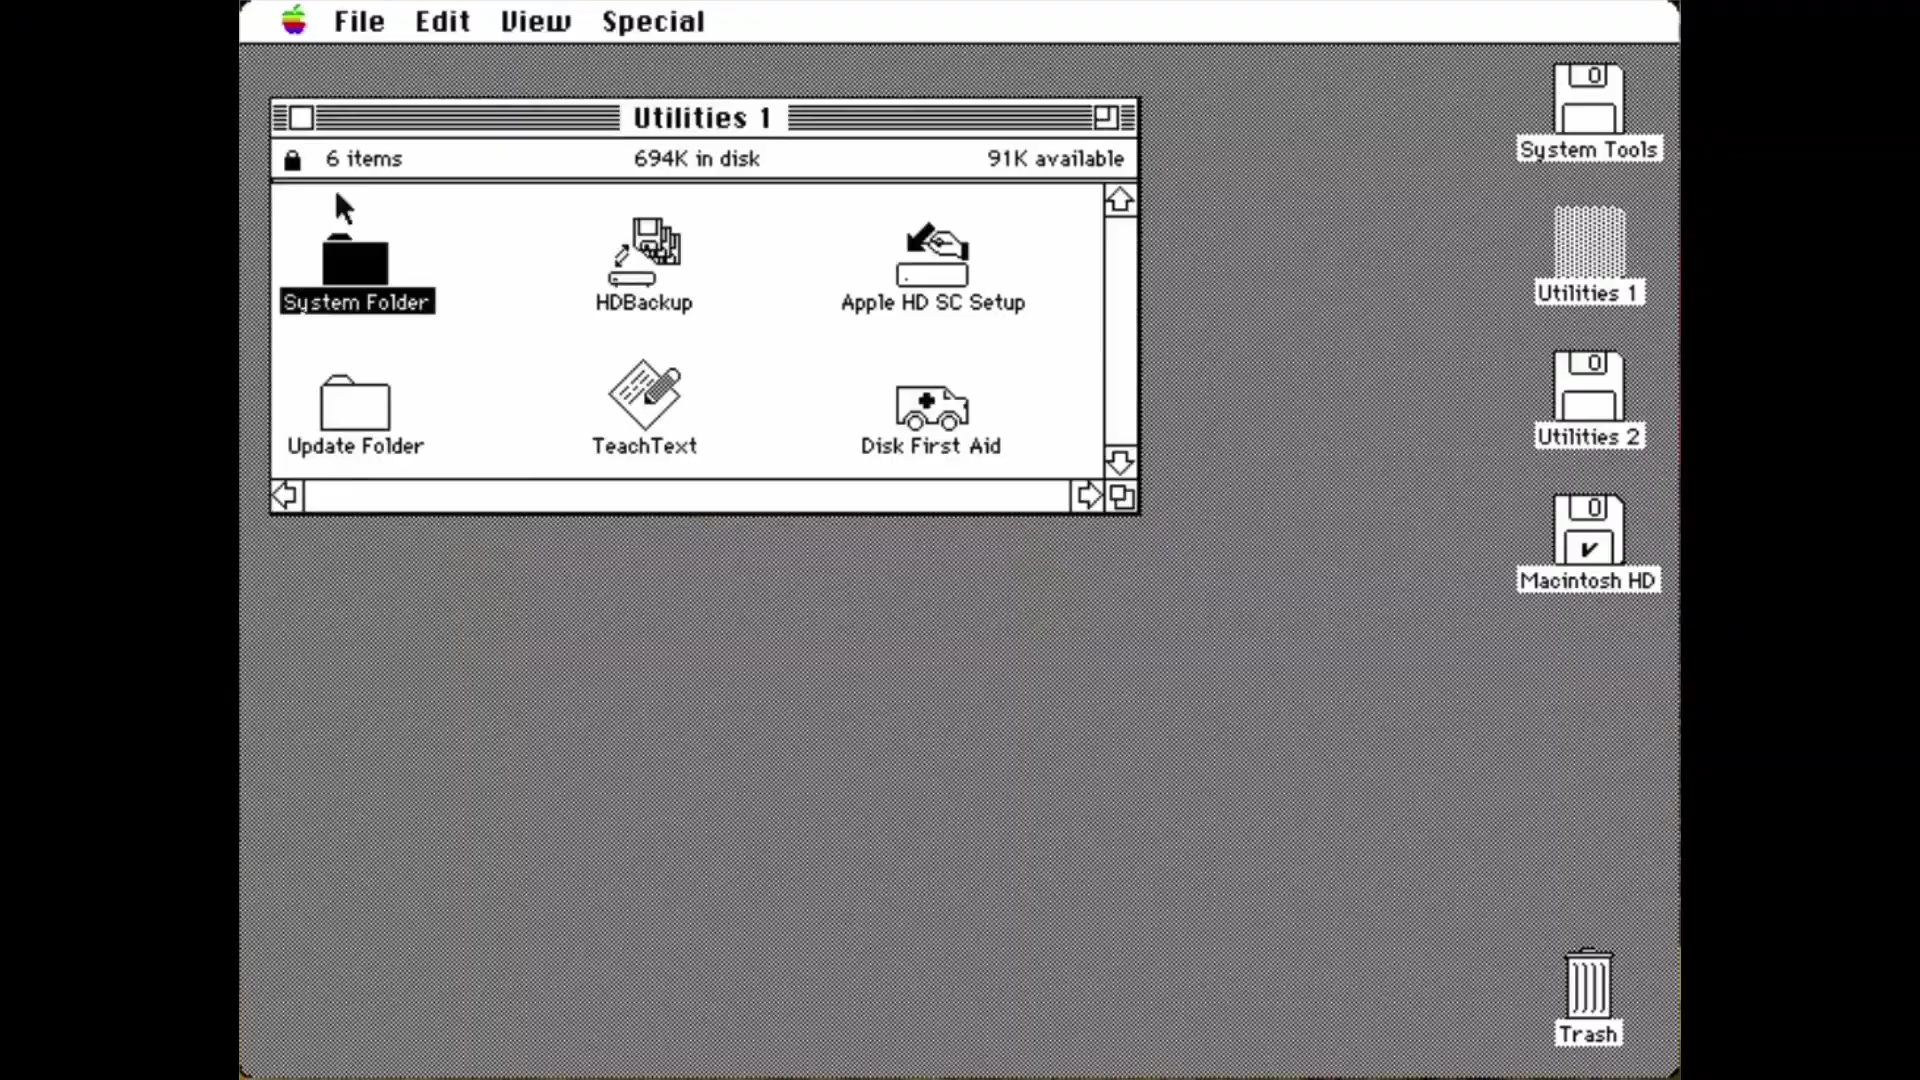 File Edit View Special
Utilities 1
6 items 694K in disk 91K available
System Folder HDBackup Apple HD SC Setup
Update Folder TeachText Disk First Aid
System Tools
Utilities 1
Utilities 2
Macintosh HD
Trash